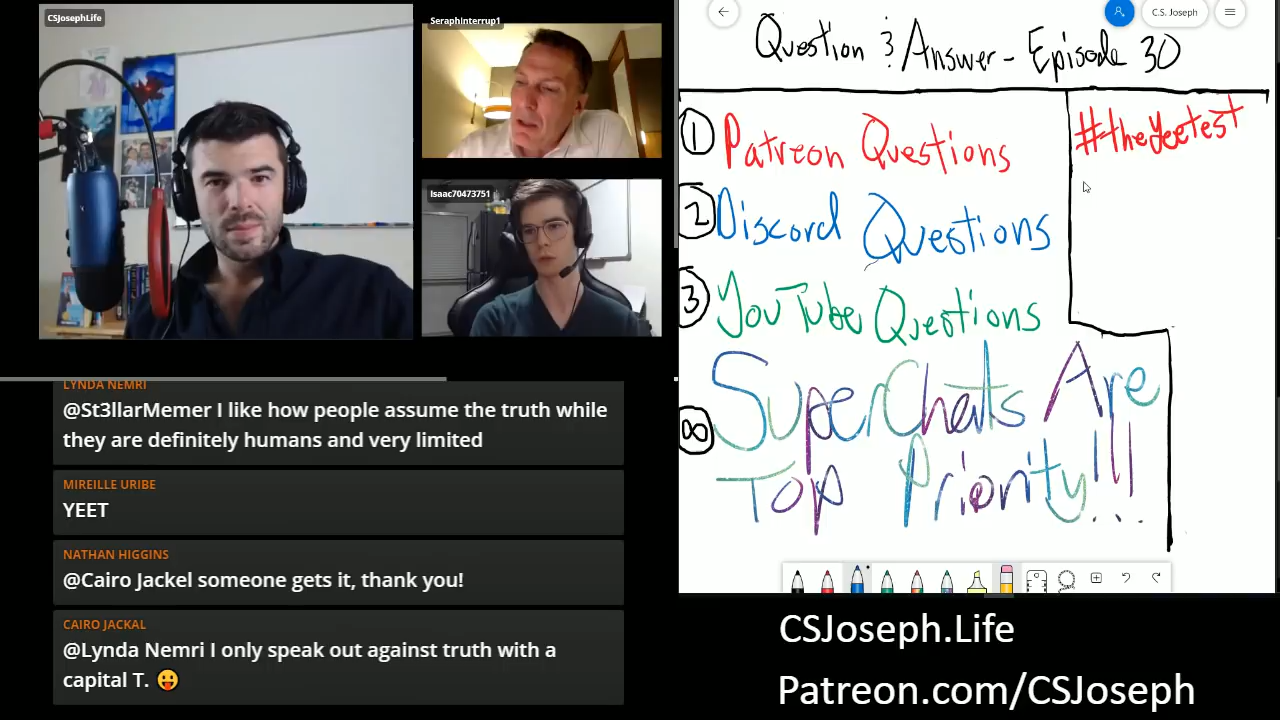 CSJosephLife
SeraphInterrup1
Isaac70473751
C.S. Joseph
Question & Answer - Episode 30
1 Patreon Questions
#theyeetest
2 Discord Questions
3 YouTube Questions
∞ SuperChats Are
Top Priority!!!
LYNDA NEMRI
@St3llarMemer I like how people assume the truth while
they are definitely humans and very limited
MIREILLE URIBE
YEET
NATHAN HIGGINS
@Cairo Jackel someone gets it, thank you!
CAIRO JACKAL
@Lynda Nemri I only speak out against truth with a
capital T. 😛
CSJoseph.Life
Patreon.com/CSJoseph